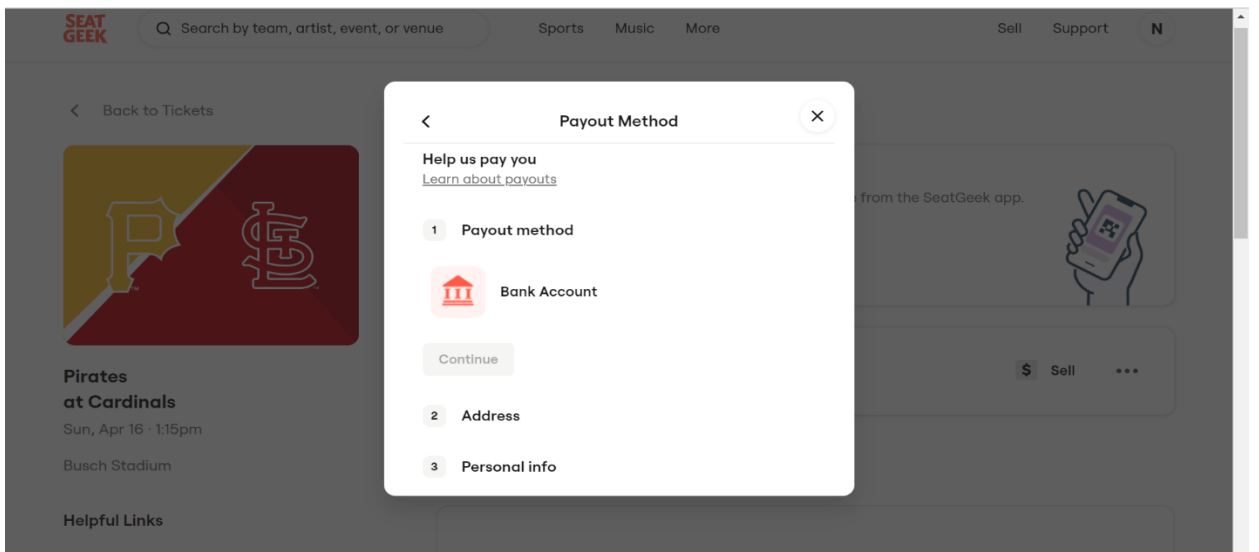 SEAT
GEEK
Search by team, artist, event, or venue
Sports
Music
More
Sell
Support
N
Back to Tickets
Payout Method
Help us pay you
Learn about payouts
from the SeatGeek app.
1 Payout method
Bank Account
Continue
2 Address
3 Personal info
P
STL
Pirates
at Cardinals
Sun, Apr 16 · 1:15pm
Busch Stadium
$ Sell
Helpful Links